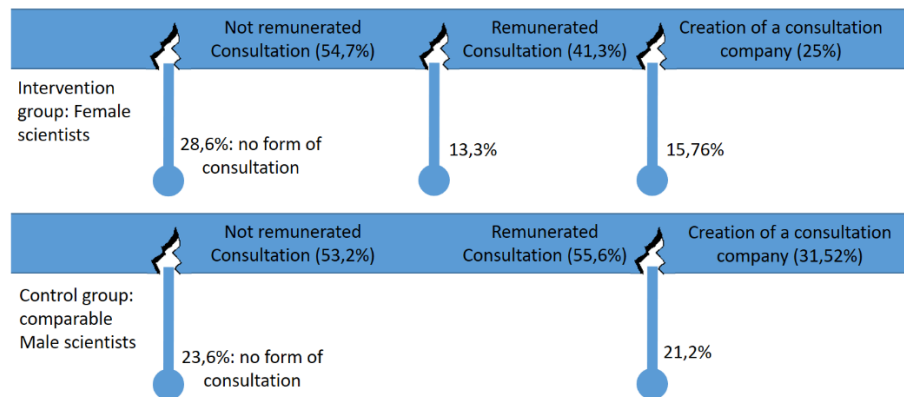 Not remunerated
Consultation (54,7%)
Remunerated
Consultation (41,3%)
Creation of a consultation
company (25%)
Intervention
group: Female
scientists
28,6%: no form of
consultation
13,3%
15,76%
Not remunerated
Consultation (53,2%)
Remunerated
Consultation (55,6%)
Creation of a consultation
company (31,52%)
Control group:
comparable
Male scientists
23,6%: no form of
consultation
21,2%